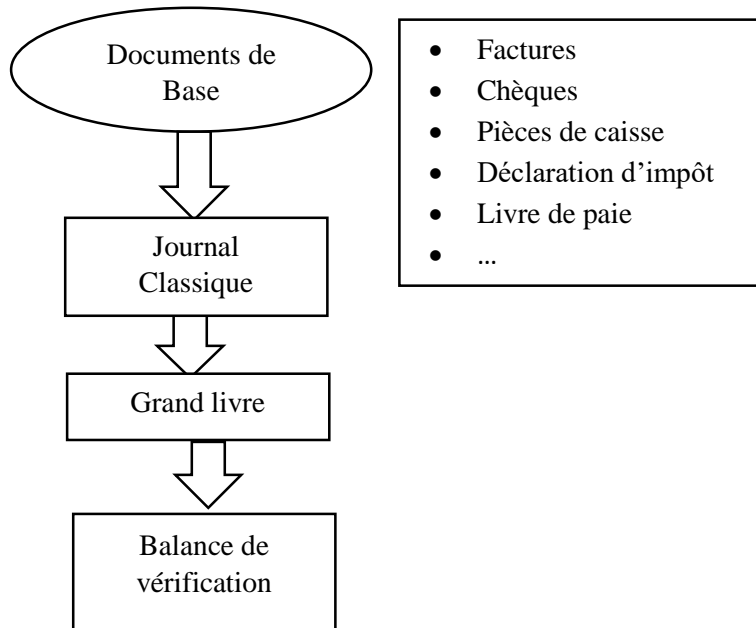 Documents de
Base
• Factures
• Chèques
• Pièces de caisse
• Déclaration d’impôt
• Livre de paie
• ...
Journal
Classique
Grand livre
Balance de
vérification